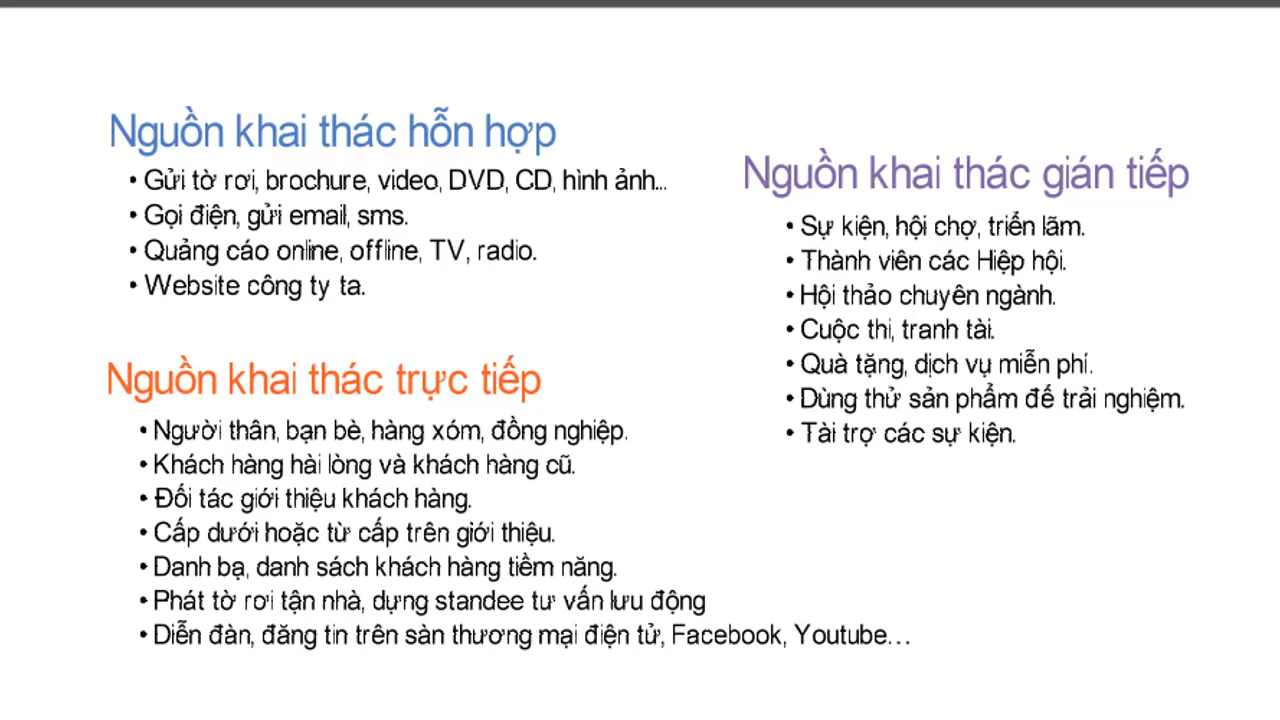 Nguồn khai thác hỗn hợp
• Gửi tờ rơi, brochure, video, DVD, CD, hình ảnh...
• Gọi điện, gửi email, sms.
• Quảng cáo online, offline, TV, radio.
• Website công ty ta.
Nguồn khai thác trực tiếp
• Người thân, bạn bè, hàng xóm, đồng nghiệp.
• Khách hàng hài lòng và khách hàng cũ.
• Đối tác giới thiệu khách hàng.
• Cấp dưới hoặc từ cấp trên giới thiệu.
• Danh bạ, danh sách khách hàng tiềm năng.
• Phát tờ rơi tận nhà, dựng standee tư vấn lưu động
• Diễn đàn, đăng tin trên sàn thương mại điện tử, Facebook, Youtube…
Nguồn khai thác gián tiếp
• Sự kiện, hội chợ, triển lãm.
• Thành viên các Hiệp hội.
• Hội thảo chuyên ngành.
• Cuộc thi, tranh tài.
• Quà tặng, dịch vụ miễn phí.
• Dùng thử sản phẩm để trải nghiệm.
• Tài trợ các sự kiện.